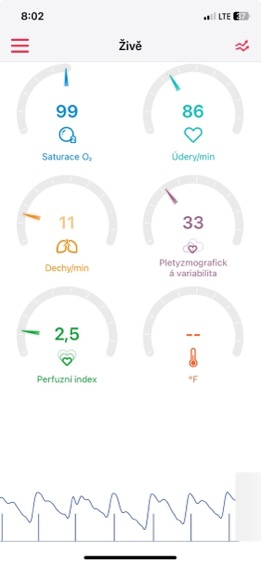 8:02
LTE 37
Živě
99
86
Saturace O₂
Údery/min
11
33
Dechy/min
Pletyzmografick
á variabilita
2,5
--
Perfuzní index
°F